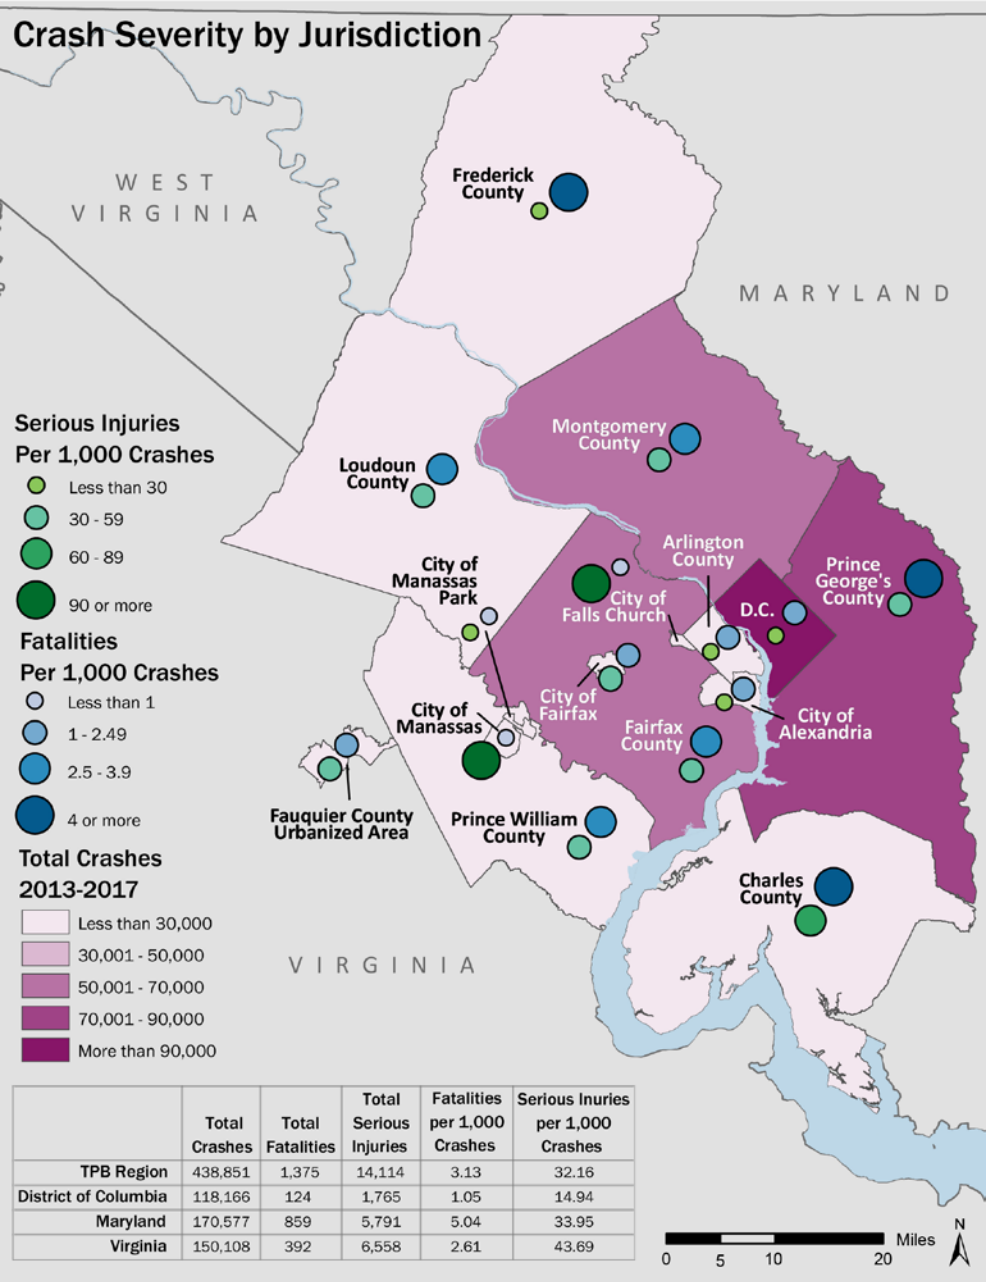 Crash Severity by Jurisdiction
WEST
VIRGINIA
MARYLAND
Frederick
County
Montgomery
County
Loudoun
County
Arlington
County
City of
Manassas
Park
City of
Falls Church
D.C.
Prince
George's
County
City of
Fairfax
City of
Manassas
Fairfax
County
City of
Alexandria
Fauquier County
Urbanized Area
Prince William
County
Charles
County
VIRGINIA
Serious Injuries
Per 1,000 Crashes
Less than 30
30 - 59
60 - 89
90 or more
Fatalities
Per 1,000 Crashes
Less than 1
1 - 2.49
2.5 - 3.9
4 or more
Total Crashes
2013-2017
Less than 30,000
30,001 - 50,000
50,001 - 70,000
70,001 - 90,000
More than 90,000
Total Crashes Total Fatalities Total Serious Injuries Fatalities per 1,000 Crashes Serious Inuries per 1,000 Crashes
TPB Region 438,851 1,375 14,114 3.13 32.16
District of Columbia 118,166 124 1,765 1.05 14.94
Maryland 170,577 859 5,791 5.04 33.95
Virginia 150,108 392 6,558 2.61 43.69
Miles
0 5 10 20
N